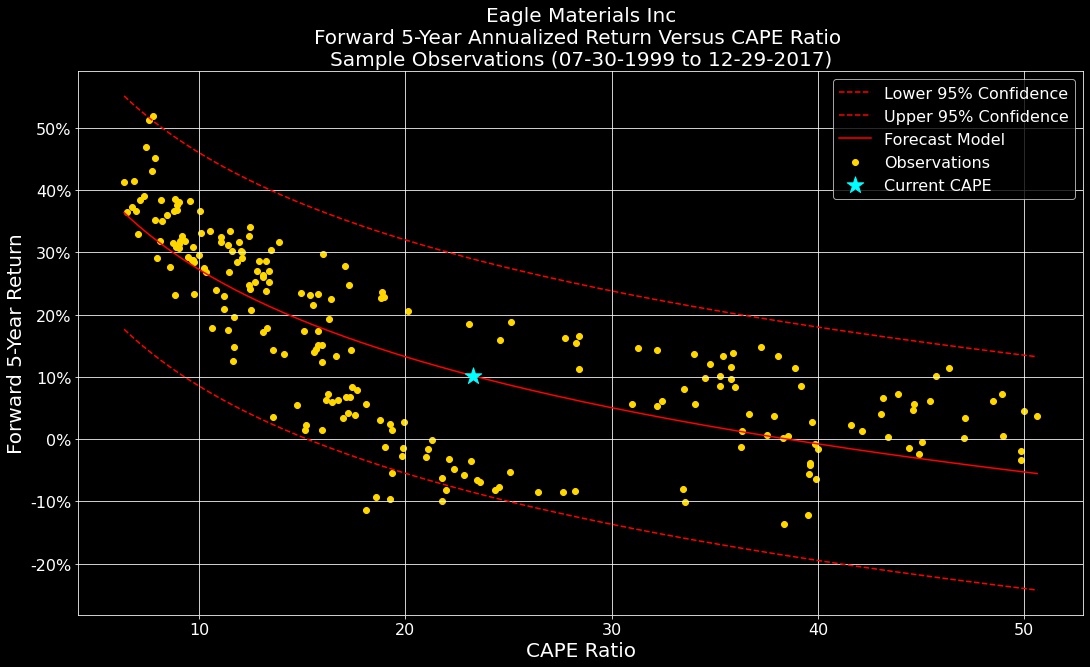 Eagle Materials Inc
Forward 5-Year Annualized Return Versus CAPE Ratio
Sample Observations (07-30-1999 to 12-29-2017)
Lower 95% Confidence
Upper 95% Confidence
Forecast Model
Observations
Current CAPE
Forward 5-Year Return
50%
40%
30%
20%
10%
0%
-10%
-20%
10
20
30
40
50
CAPE Ratio